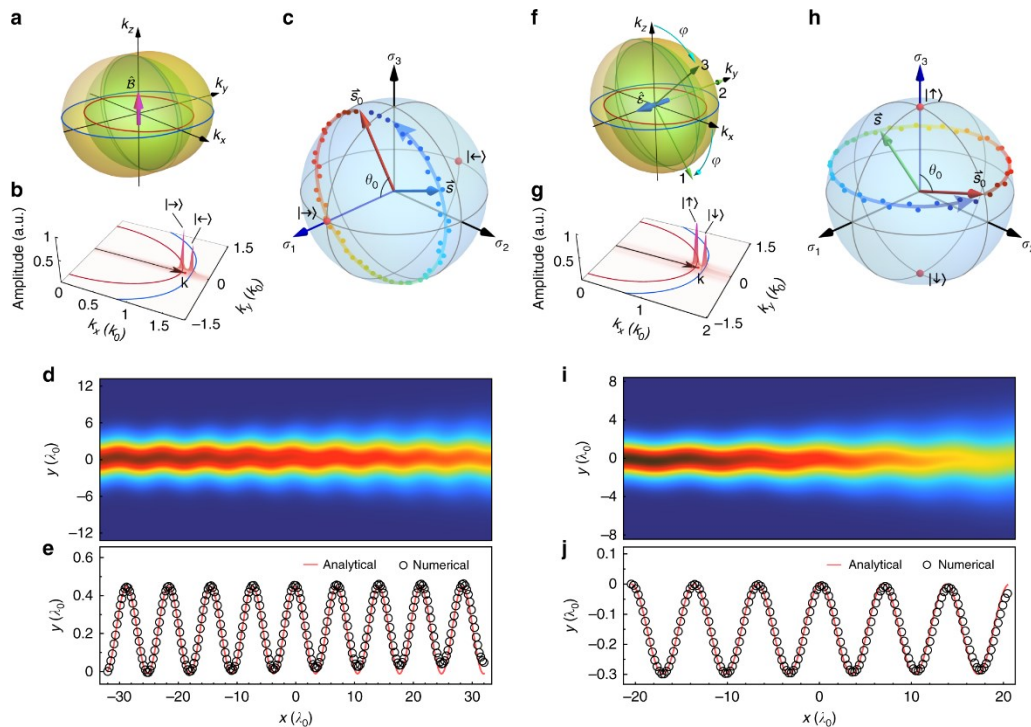 a
k_z
B̂
k_y
k_x
b
|→⟩
|←⟩
Amplitude (a.u.)
1
0.5
0
0.5
1
1.5
k_x (k_0)
k
1.5
0
−1.5
k_y (k_0)
c
σ_3
s⃗_0
|←⟩
θ_0
s⃗
|→⟩
σ_1
σ_2
f
k_z
φ
3
k_y
2
Ê
k_x
φ
1
g
|↑⟩
|↓⟩
Amplitude (a.u.)
1
0.5
0
1
2
k_x (k_0)
k
1.5
0
−1.5
k_y (k_0)
h
σ_3
|↑⟩
s⃗
θ_0
s⃗_0
σ_1
|↓⟩
d
y (λ_0)
12
6
0
−6
−12
e
y (λ_0)
0.6
0.4
0.2
0
Analytical
Numerical
−30
−20
−10
0
10
20
30
x (λ_0)
i
y (λ_0)
8
4
0
−4
−8
j
y (λ_0)
0.1
0
−0.1
−0.2
−0.3
Analytical
Numerical
−20
−10
0
10
20
x (λ_0)